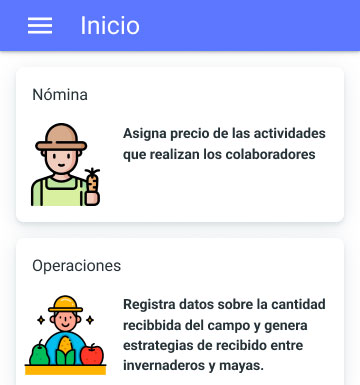 Inicio
Nómina
Asigna precio de las actividades
que realizan los colaboradores
Operaciones
Registra datos sobre la cantidad
recibbida del campo y genera
estrategias de recibido entre
invernaderos y mayas.